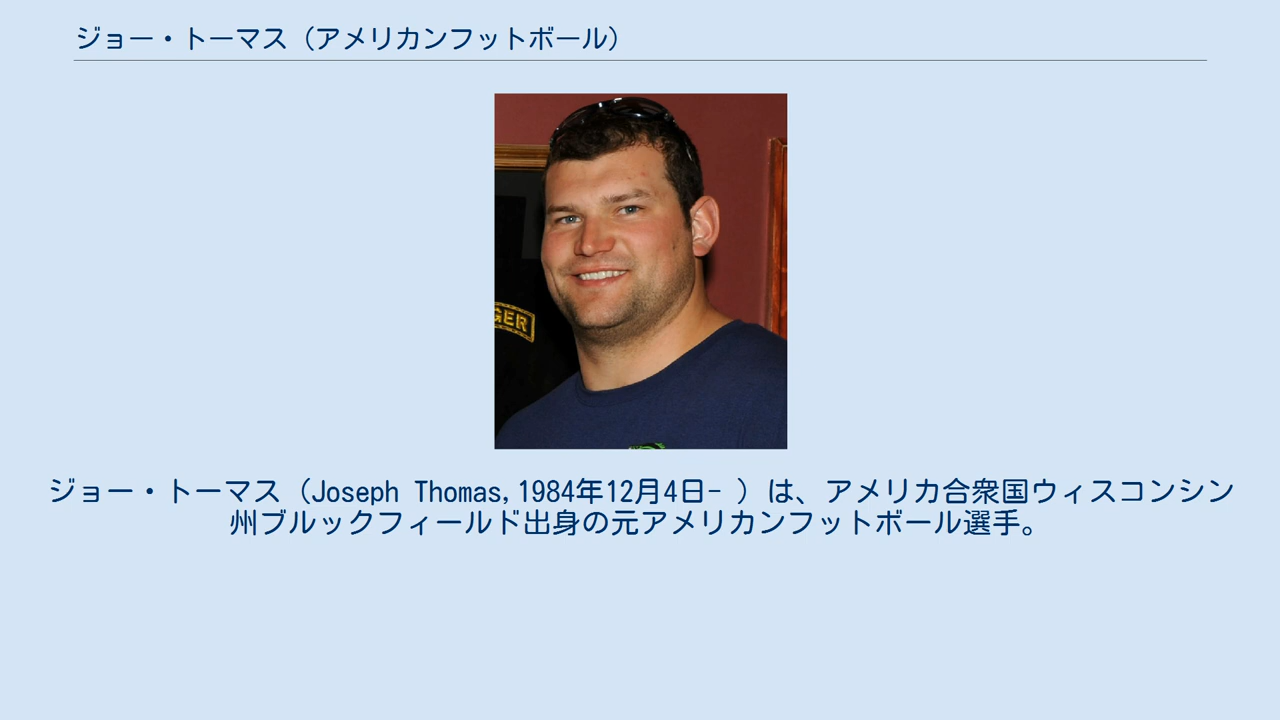 ジョー・トーマス（アメリカンフットボール）
GER
ジョー・トーマス（Joseph Thomas, 1984年12月4日- ）は、アメリカ合衆国ウィスコンシン
州ブルックフィールド出身の元アメリカンフットボール選手。